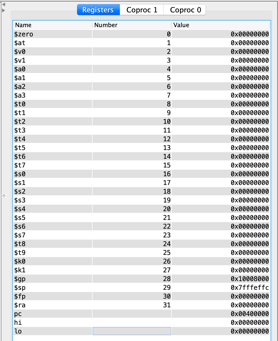 Registers Coproc 1 Coproc 0
Name Number Value
$zero 0 0x00000000
$at 1 0x00000000
$v0 2 0x00000000
$v1 3 0x00000000
$a0 4 0x00000000
$a1 5 0x00000000
$a2 6 0x00000000
$a3 7 0x00000000
$t0 8 0x00000000
$t1 9 0x00000000
$t2 10 0x00000000
$t3 11 0x00000000
$t4 12 0x00000000
$t5 13 0x00000000
$t6 14 0x00000000
$t7 15 0x00000000
$s0 16 0x00000000
$s1 17 0x00000000
$s2 18 0x00000000
$s3 19 0x00000000
$s4 20 0x00000000
$s5 21 0x00000000
$s6 22 0x00000000
$s7 23 0x00000000
$t8 24 0x00000000
$t9 25 0x00000000
$k0 26 0x00000000
$k1 27 0x00000000
$gp 28 0x10008000
$sp 29 0x7fffeffc
$fp 30 0x00000000
$ra 31 0x00000000
pc 0x00400000
hi 0x00000000
lo 0x00000000